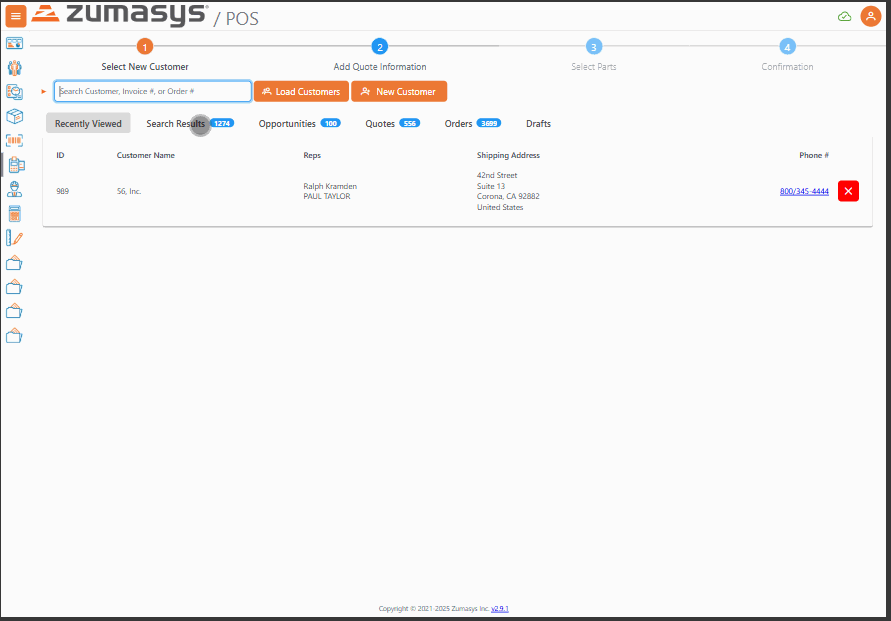 zumasys / POS
1
2
3
4
Select New Customer
Add Quote Information
Select Parts
Confirmation
Search Customer, Invoice #, or Order #
Load Customers
New Customer
Recently Viewed
Search Results 1274
Opportunities 100
Quotes 556
Orders 3699
Drafts
ID
Customer Name
Reps
Shipping Address
Phone #
989
56, Inc.
Ralph Kramden
PAUL TAYLOR
42nd Street
Suite 13
Corona, CA 92882
United States
800/345-4444
Copyright © 2021-2025 Zumasys Inc. v2.9.1